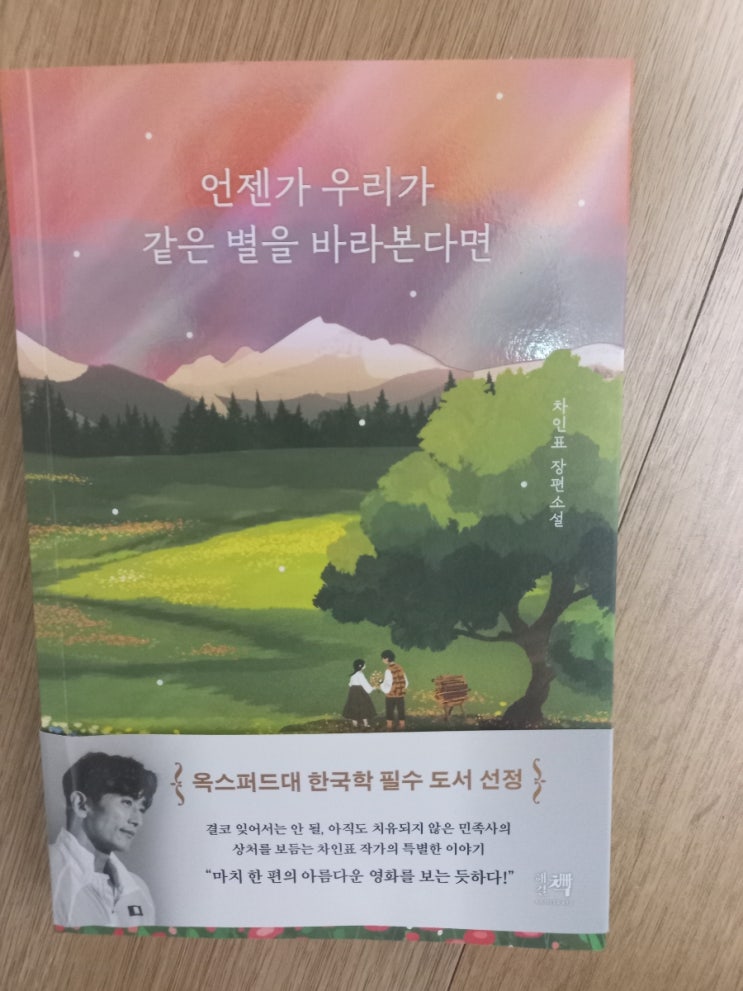 언젠가 우리가
같은 별을 바라본다면
차인표 장편소설
옥스퍼드대 한국학 필수 도서 선정
결코 잊어서는 안 될, 아직도 치유되지 않은 민족사의
상처를 보듬는 차인표 작가의 특별한 이야기
“마치 한 편의 아름다운 영화를 보는 듯하다!”
해결
책